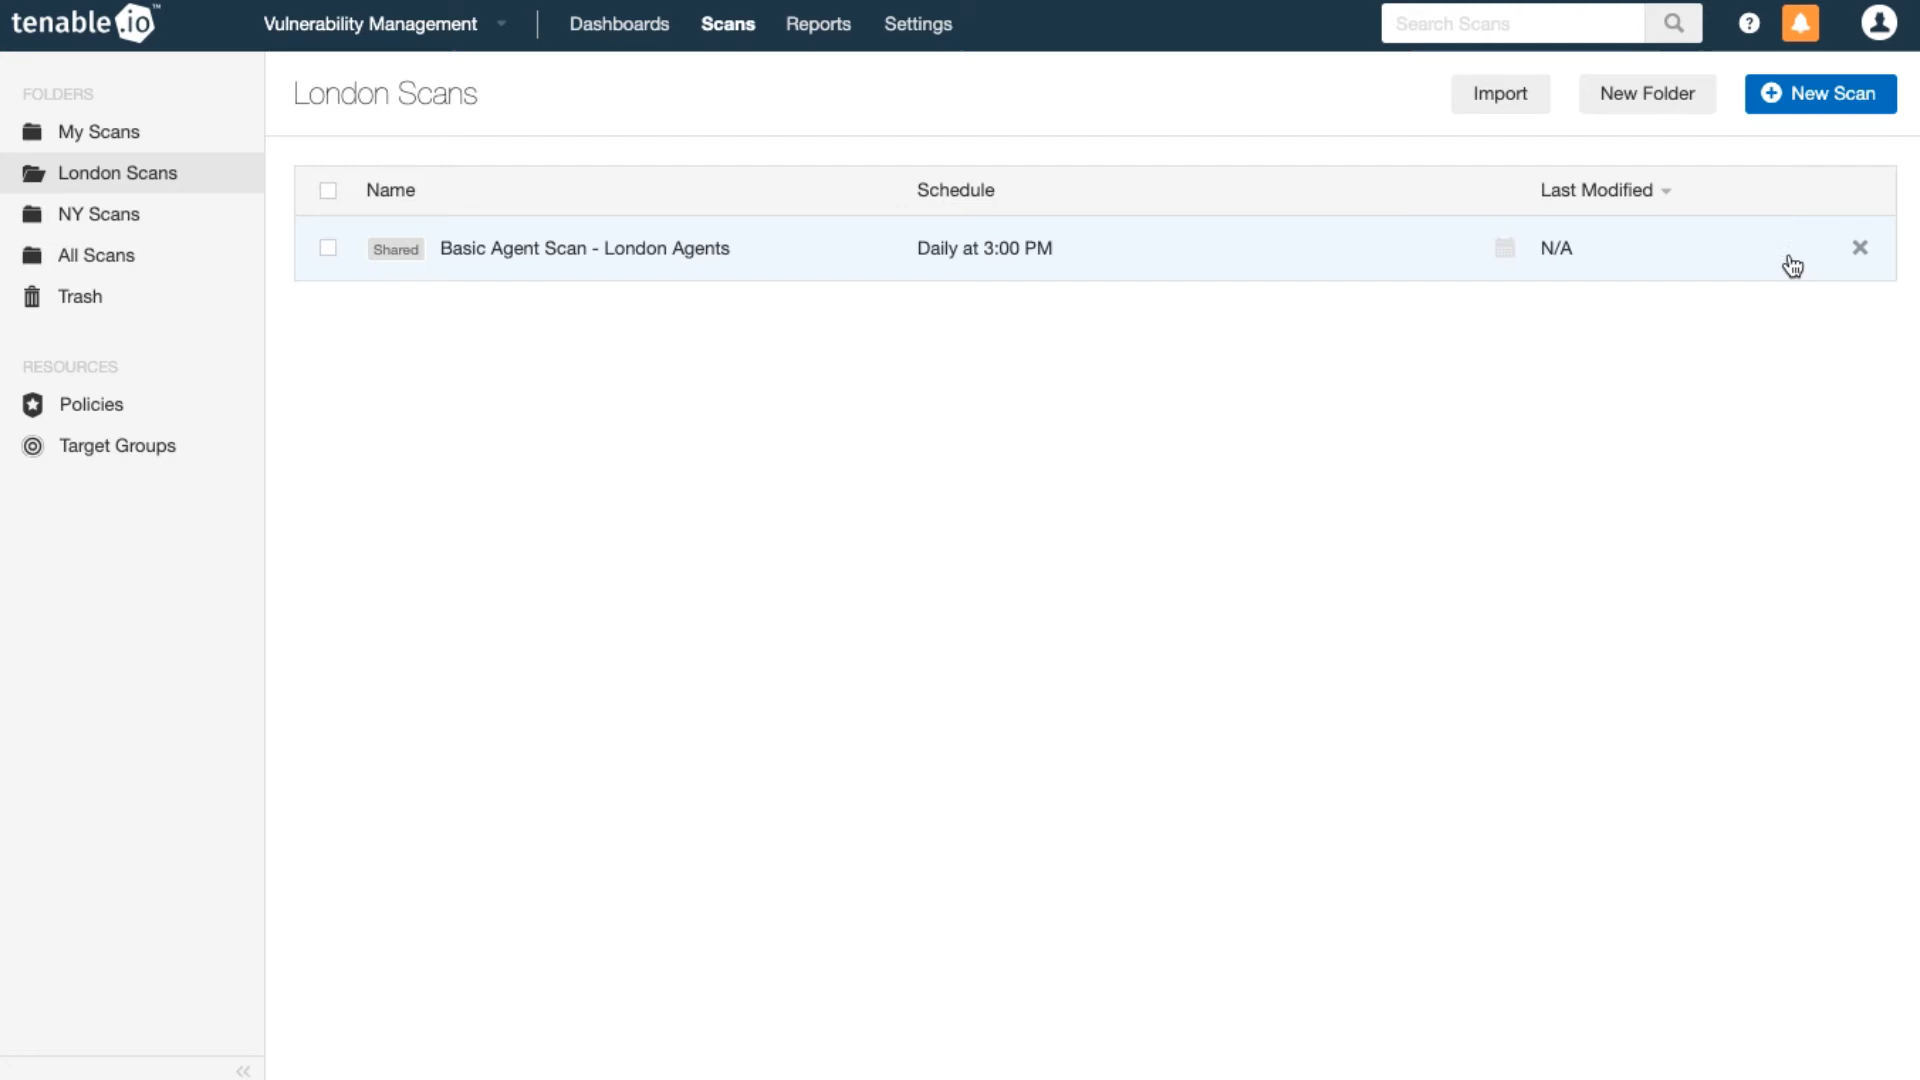 tenable.io™
Vulnerability Management
Dashboards
Scans
Reports
Settings
Search Scans
?
FOLDERS
My Scans
London Scans
NY Scans
All Scans
Trash
RESOURCES
Policies
Target Groups
London Scans
Import
New Folder
New Scan
Name
Schedule
Last Modified
Shared
Basic Agent Scan - London Agents
Daily at 3:00 PM
N/A